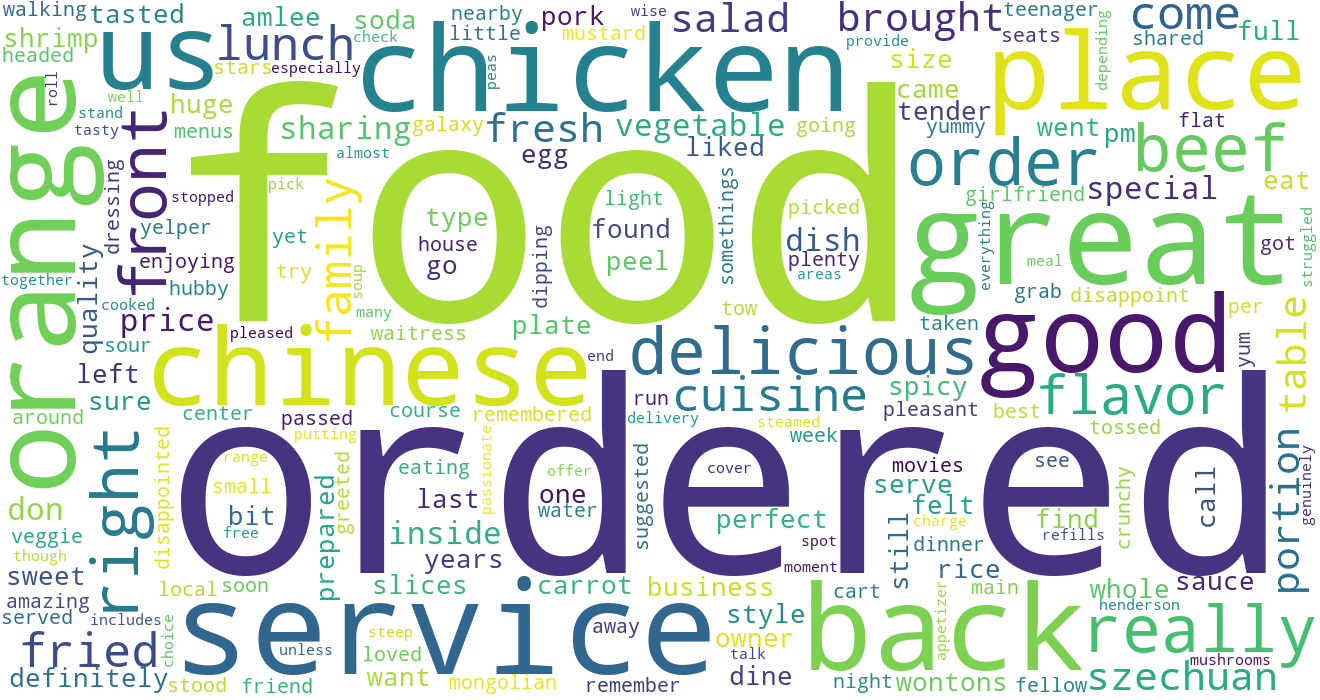 walking
tasted
us
amlee
soda
nearby
pork
wise
salad
brought
teenager
come
full
shrimp
headed
lunch
check
little
mustard
provide
seats
shared
stars
especially
chicken
peas
size
place
depending
orange
roll
well
huge
came
stand
tasty
menus
front
sharing
galaxy
fresh
vegetable
going
tender
yummy
went
pm
flat
beef
almost
egg
liked
order
food
dressing
stopped
pick
light
somethings
picked
girlfriend
special
eat
yelper
family
type
found
dish
great
everything
struggled
enjoying
yet
house
go
dipping
peel
plenty
areas
meal
got
together
quality
hubby
try
soup
cooked
many
tow
grab
disappoint
per
price
pleased
waitress
plate
taken
good
table
sour
chinese
end
delicious
yum
left
sure
cuisine
spicy
flavor
run
around
center
passed
course
remembered
delivery
steamed
pleasant
best
tossed
right
putting
week
ordered
disappointed
range
greeted
eating
passionate
offer
suggested
cover
movies
see
call
portion
genuinely
don
small
prepared
last
one
serve
felt
crunchy
veggie
bit
free
inside
water
perfect
charge
find
refills
though
years
spot
still
dinner
sweet
local
soon
slices
carrot
moment
business
rice
cart
main
whole
sauce
amazing
served
includes
service
style
back
appetizer
henderson
really
fried
choice
unless
steep
away
owner
loved
talk
mushrooms
definitely
stood
friend
want
mongolian
remember
dine
night
wontons
fellow
szechuan